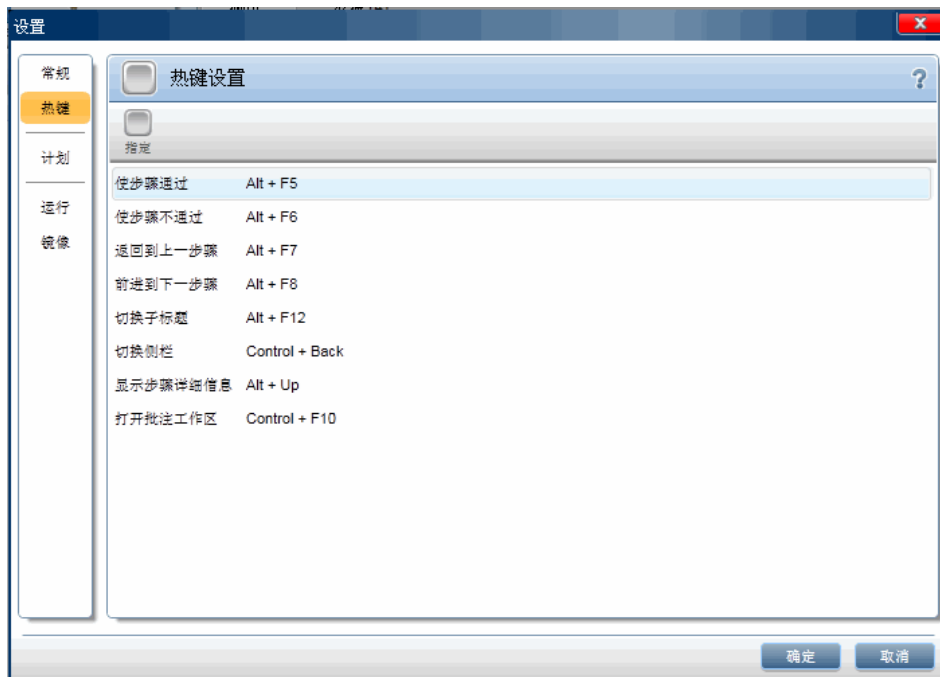 设置
常规
热键
计划
运行
镜像
热键设置
?
指定
使步骤通过 Alt + F5
使步骤不通过 Alt + F6
返回到上一步骤 Alt + F7
前进到下一步骤 Alt + F8
切换子标题 Alt + F12
切换侧栏 Control + Back
显示步骤详细信息 Alt + Up
打开批注工作区 Control + F10
确定 取消